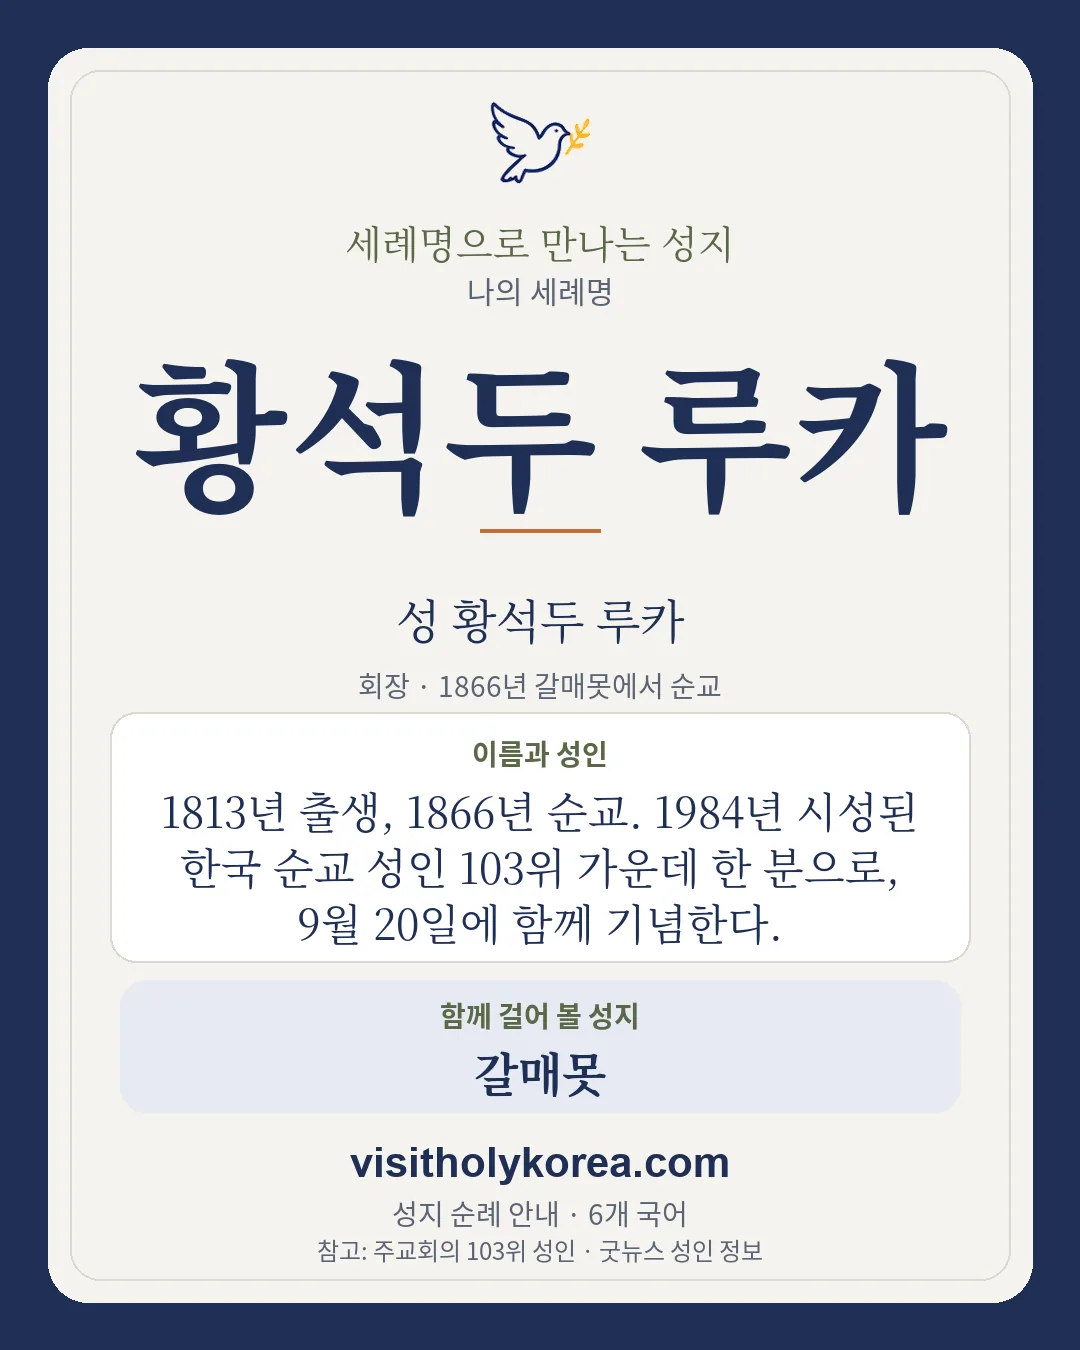 세례명으로 만나는 성지
나의 세례명
황석두 루카
성 황석두 루카
회장 · 1866년 갈매못에서 순교
이름과 성인
1813년 출생, 1866년 순교. 1984년 시성된
한국 순교 성인 103위 가운데 한 분으로,
9월 20일에 함께 기념한다.
함께 걸어 볼 성지
갈매못
visitholykorea.com
성지 순례 안내 · 6개 국어
참고: 주교회의 103위 성인 · 굿뉴스 성인 정보